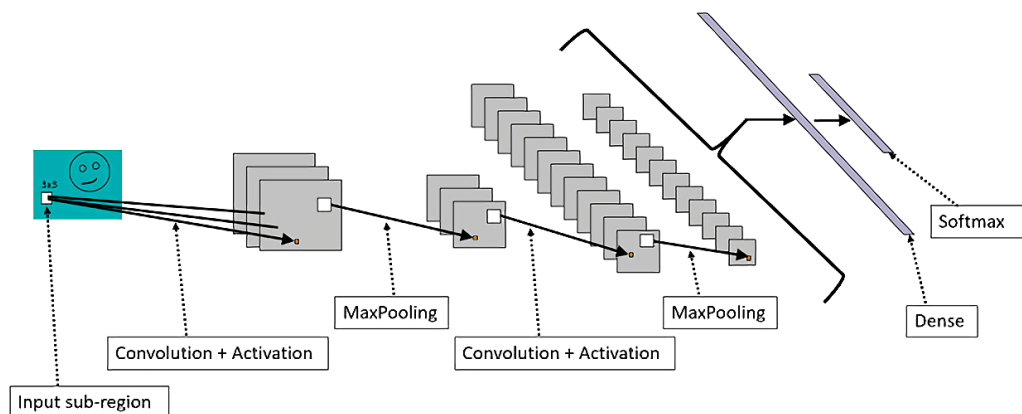 3x3
Softmax
MaxPooling
MaxPooling
Dense
Convolution + Activation
Convolution + Activation
Input sub-region